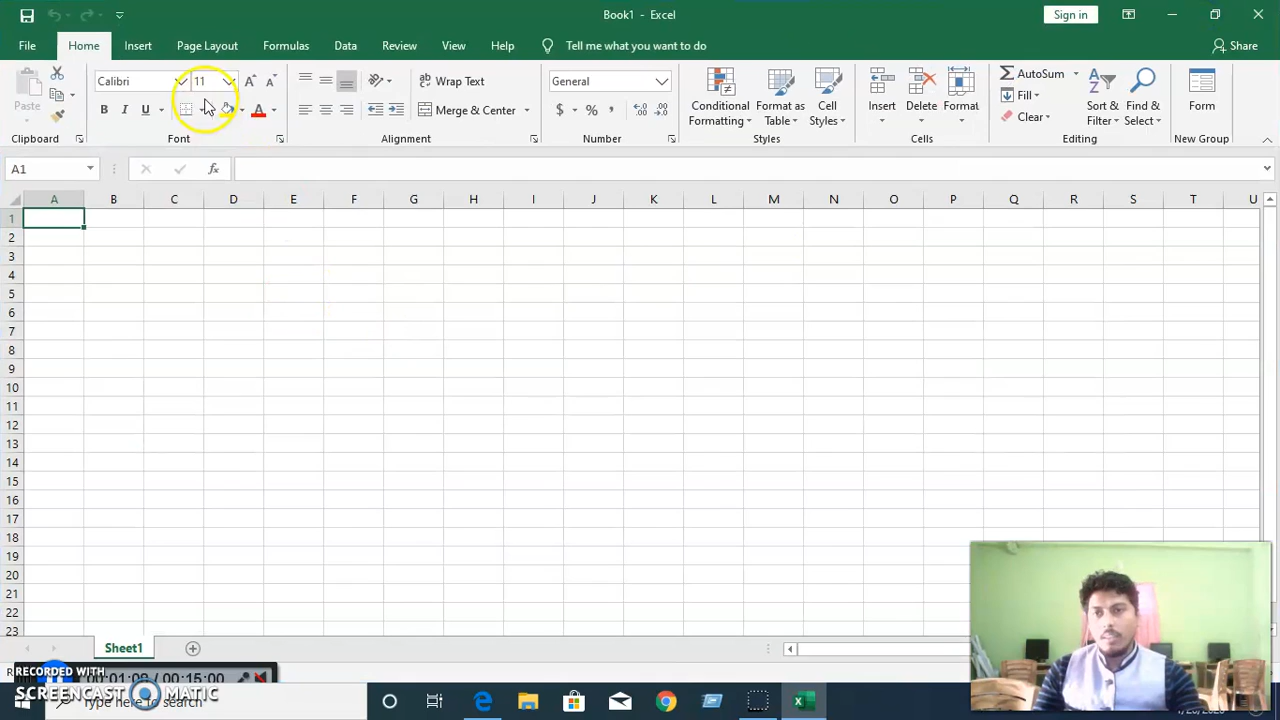 Book1 - Excel
Sign in
File Home Insert Page Layout Formulas Data Review View Help Tell me what you want to do Share
Paste
Calibri 11
B I U A
Wrap Text
Merge & Center
General
$ % ,
Conditional Formatting
Format as Table
Cell Styles
Insert Delete Format
AutoSum
Fill
Clear
Sort & Filter
Find & Select
Form
Clipboard Font Alignment Number Styles Cells Editing New Group
A1 fx
A B C D E F G H I J K L M N O P Q R S T U
1
2
3
4
5
6
7
8
9
10
11
12
13
14
15
16
17
18
19
20
21
22
23
Sheet1
RECORDED WITH
00:15:00
SCREENCAST MATIC
Type here to search